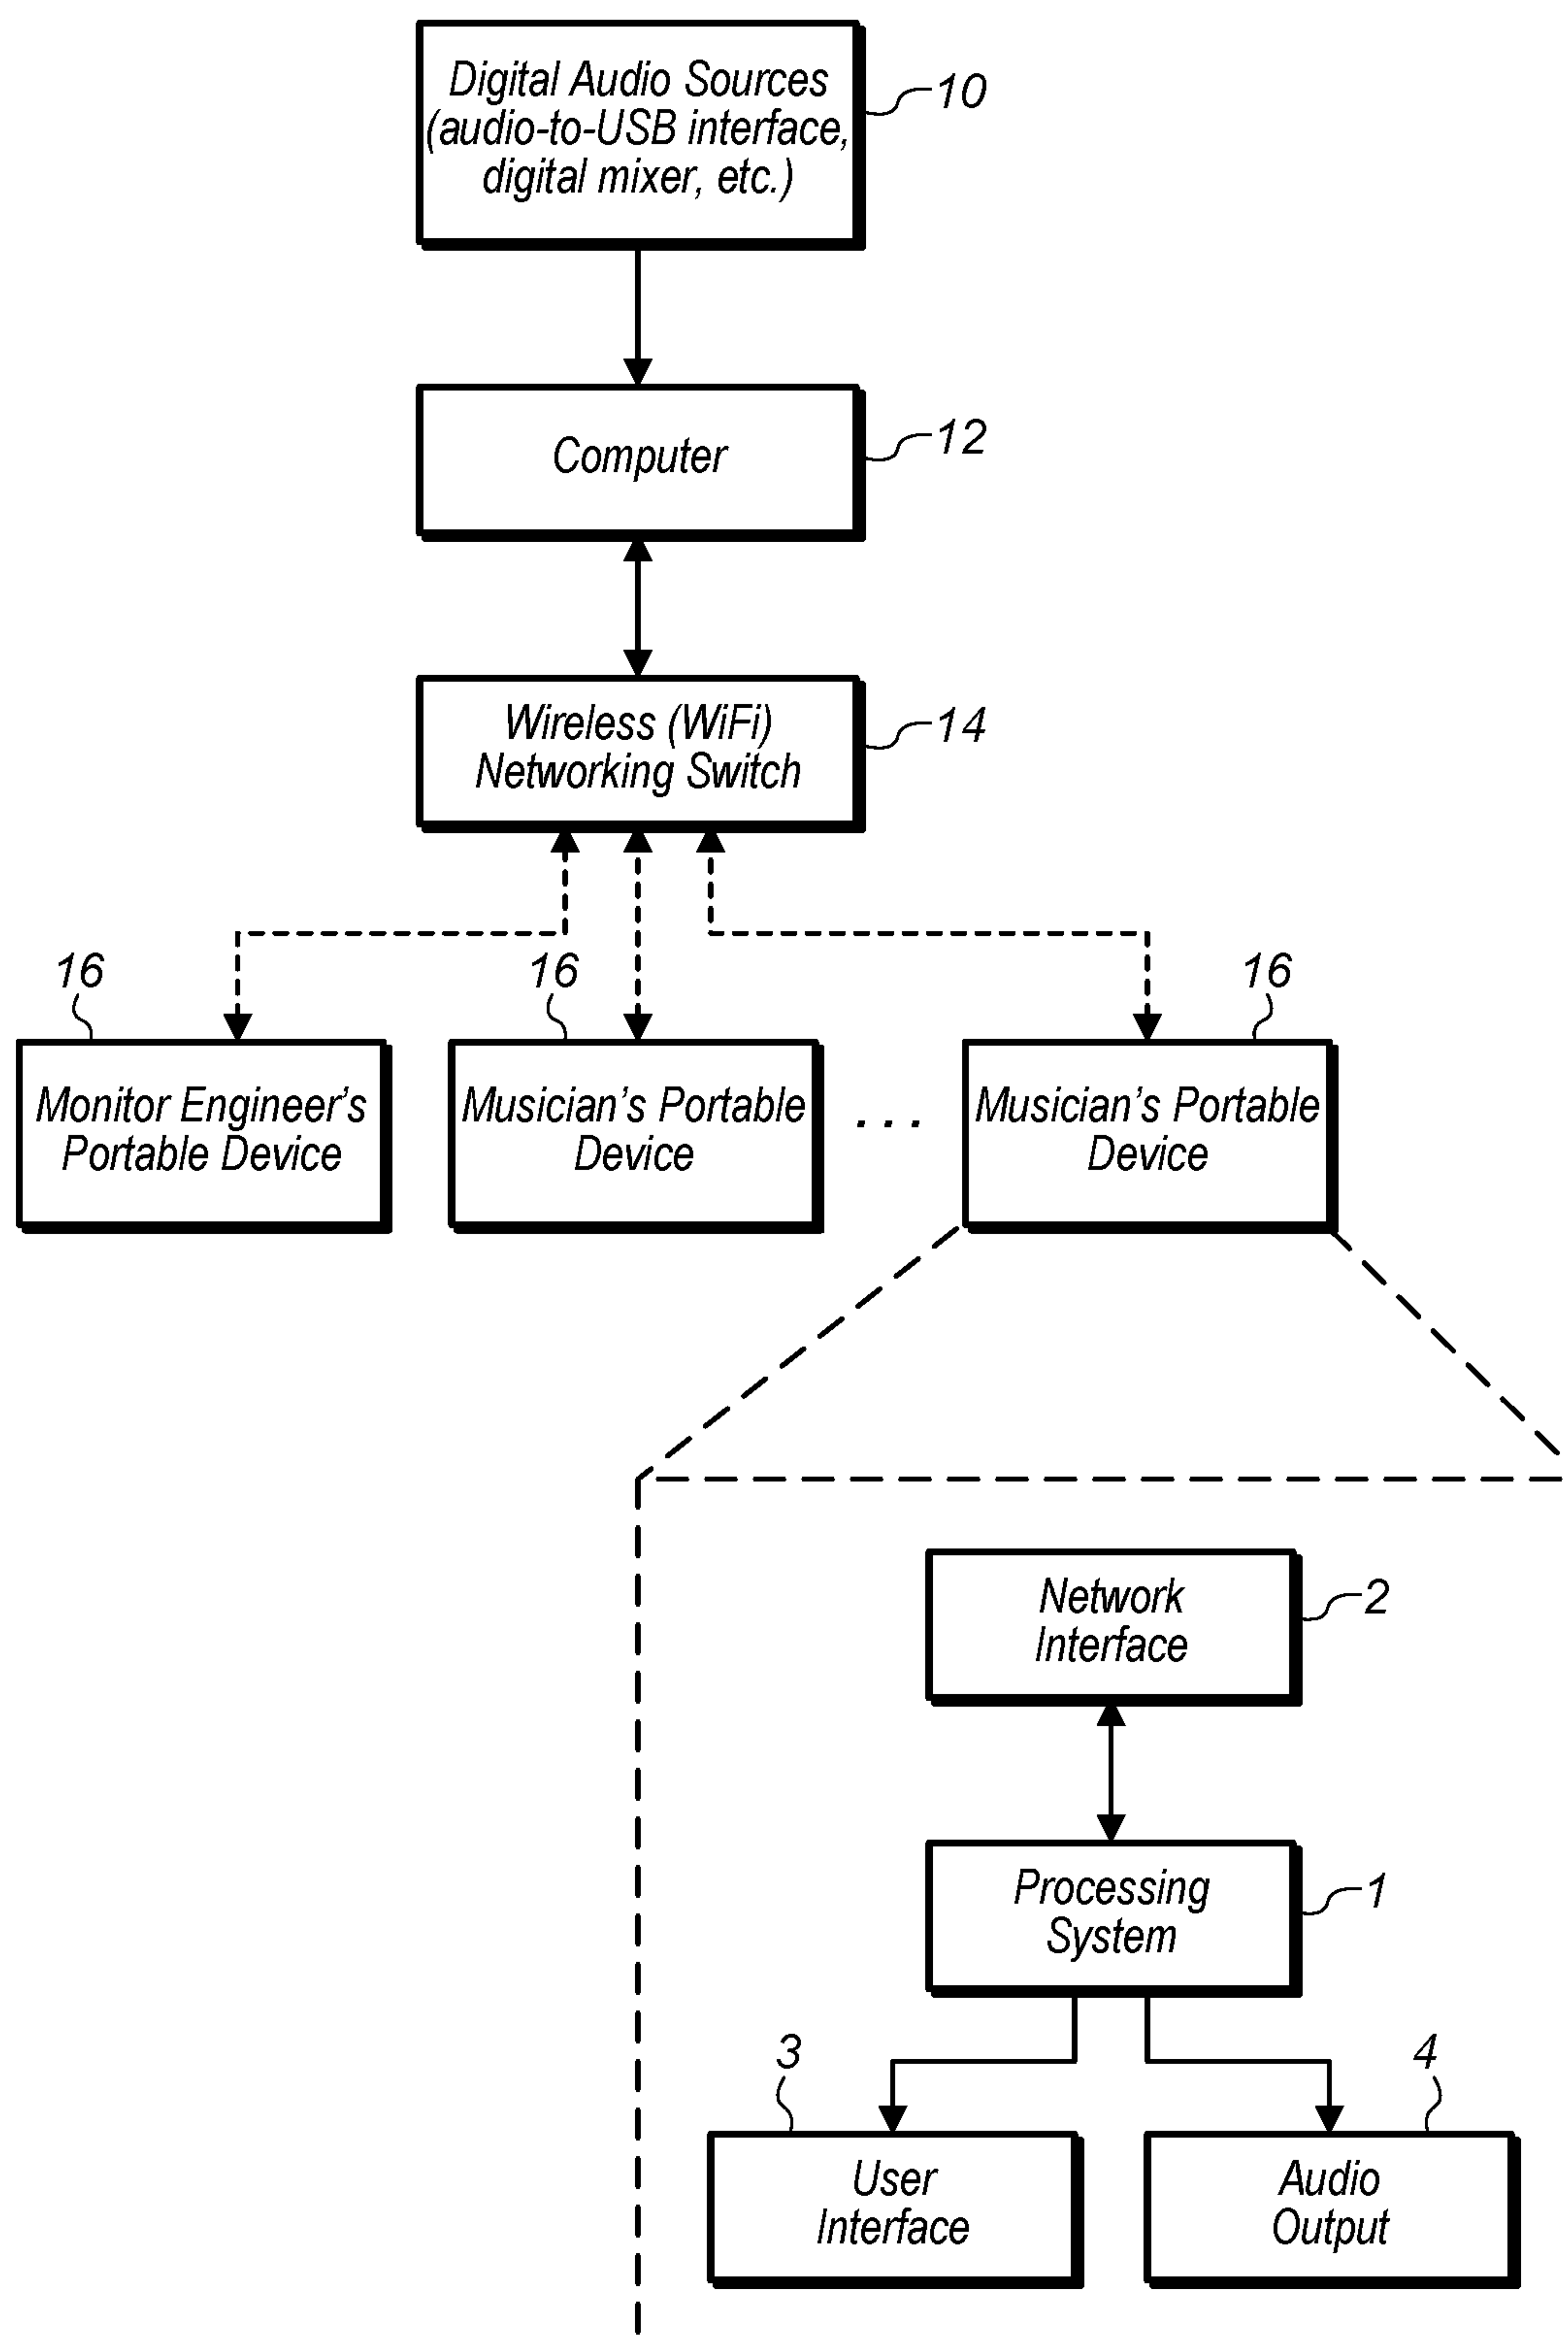 Digital Audio Sources
(audio-to-USB interface,
digital mixer, etc.)
10
Computer
12
Wireless (WiFi)
Networking Switch
14
16
16
16
Monitor Engineer's
Portable Device
Musician's Portable
Device
...
Musician's Portable
Device
Network
Interface
2
Processing
System
1
3
4
User
Interface
Audio
Output